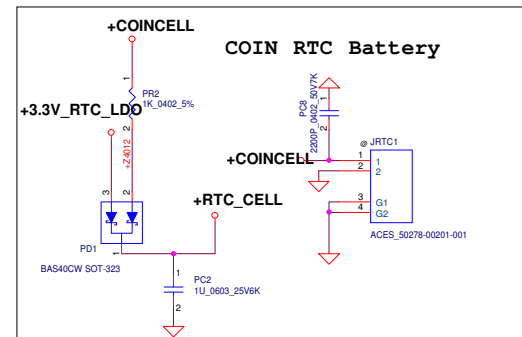 +COINCELL
COIN RTC Battery
1
PR2
1K_0402_5%
2
+Z4012
+3.3V_RTC_LDO
3
2
PD1
1
BAS40CW SOT-323
+RTC_CELL
1
PC2
1U_0603_25V6K
2
PC8
2200P_0402_50V7K
1
2
+COINCELL
@ JRTC1
1
1
2
2
3
G1
4
G2
ACES_50278-00201-001